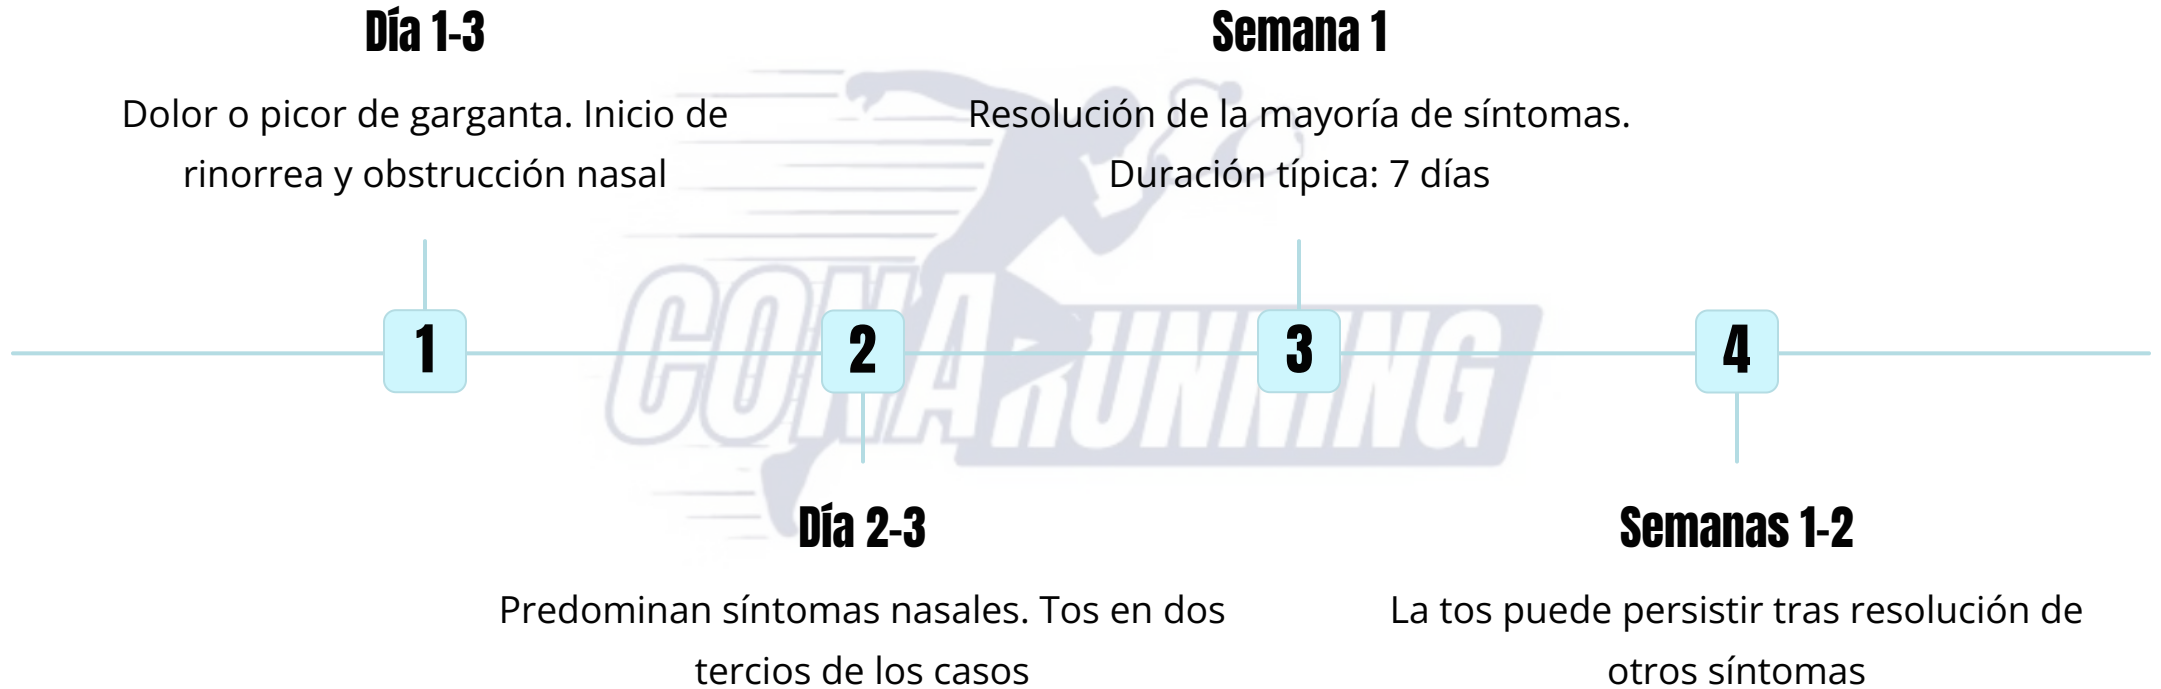 Día 1-3
Dolor o picor de garganta. Inicio de
rinorrea y obstrucción nasal
Semana 1
Resolución de la mayoría de síntomas.
Duración típica: 7 días
1
2
3
4
CONA RUNNING
Día 2-3
Predominan síntomas nasales. Tos en dos
tercios de los casos
Semanas 1-2
La tos puede persistir tras resolución de
otros síntomas